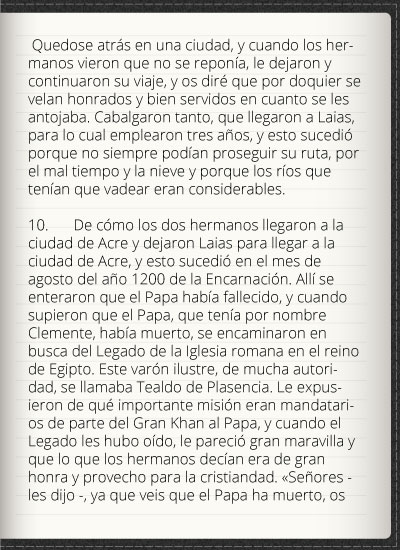 Quedose atrás en una ciudad, y cuando los her-
manos vieron que no se reponía, le dejaron y
continuaron su viaje, y os diré que por doquier se
velan honrados y bien servidos en cuanto se les
antojaba. Cabalgaron tanto, que llegaron a Laias,
para lo cual emplearon tres años, y esto sucedió
porque no siempre podían proseguir su ruta, por
el mal tiempo y la nieve y porque los ríos que
tenían que vadear eran considerables.
10. De cómo los dos hermanos llegaron a la
ciudad de Acre y dejaron Laias para llegar a la
ciudad de Acre, y esto sucedió en el mes de
agosto del año 1200 de la Encarnación. Allí se
enteraron que el Papa había fallecido, y cuando
supieron que el Papa, que tenía por nombre
Clemente, había muerto, se encaminaron en
busca del Legado de la Iglesia romana en el reino
de Egipto. Este varón ilustre, de mucha autori-
dad, se llamaba Tealdo de Plasencia. Le expus-
ieron de qué importante misión eran mandatari-
os de parte del Gran Khan al Papa, y cuando el
Legado les hubo oído, le pareció gran maravilla y
que lo que los hermanos decían era de gran
honra y provecho para la cristiandad. «Señores -
les dijo -, ya que veis que el Papa ha muerto, os